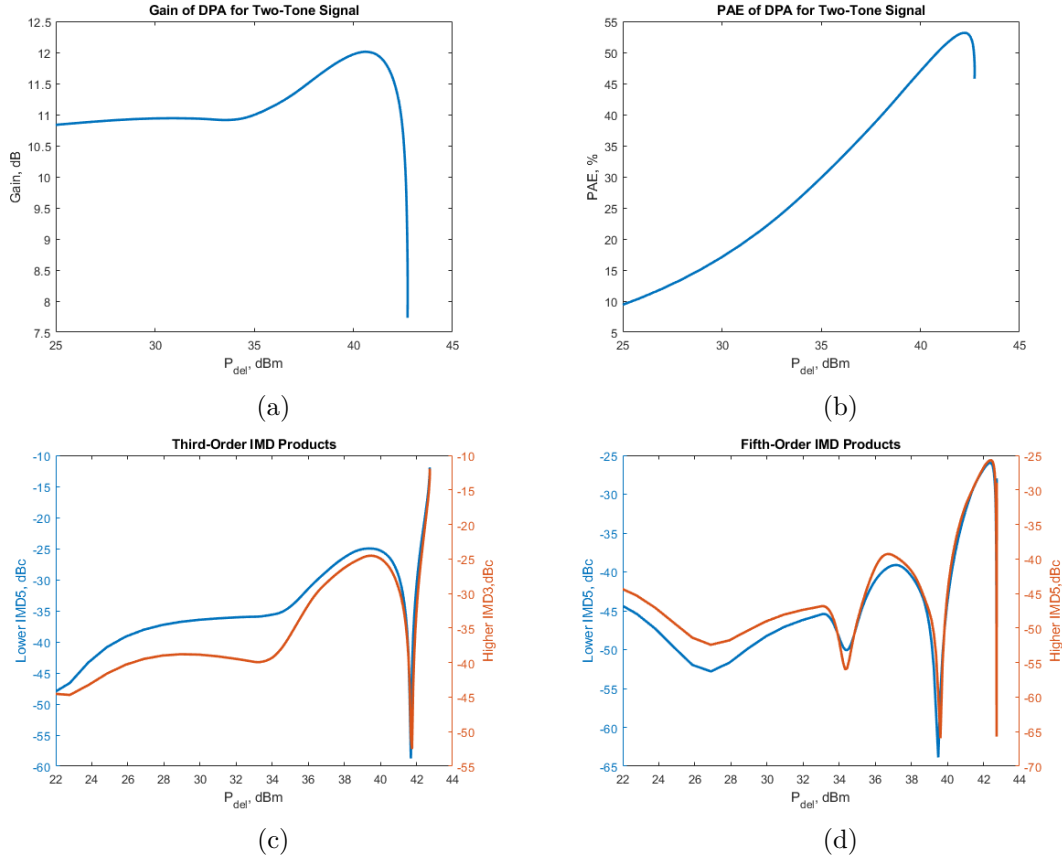 Gain of DPA for Two-Tone Signal
12.5
12
11.5
11
10.5
10
9.5
9
8.5
8
7.5
Gain, dB
25 30 35 40 45
P_del, dBm
(a)
PAE of DPA for Two-Tone Signal
55
50
45
40
35
30
25
20
15
10
5
PAE, %
25 30 35 40 45
P_del, dBm
(b)
Third-Order IMD Products
-10
-15
-20
-25
-30
-35
-40
-45
-50
-55
-60
Lower IMD5, dBc
-10
-15
-20
-25
-30
-35
-40
-45
-50
-55
Higher IMD3,dBc
22 24 26 28 30 32 34 36 38 40 42 44
P_del, dBm
(c)
Fifth-Order IMD Products
-25
-30
-35
-40
-45
-50
-55
-60
-65
Lower IMD5, dBc
-25
-30
-35
-40
-45
-50
-55
-60
-65
-70
Higher IMD5,dBc
22 24 26 28 30 32 34 36 38 40 42 44
P_del, dBm
(d)